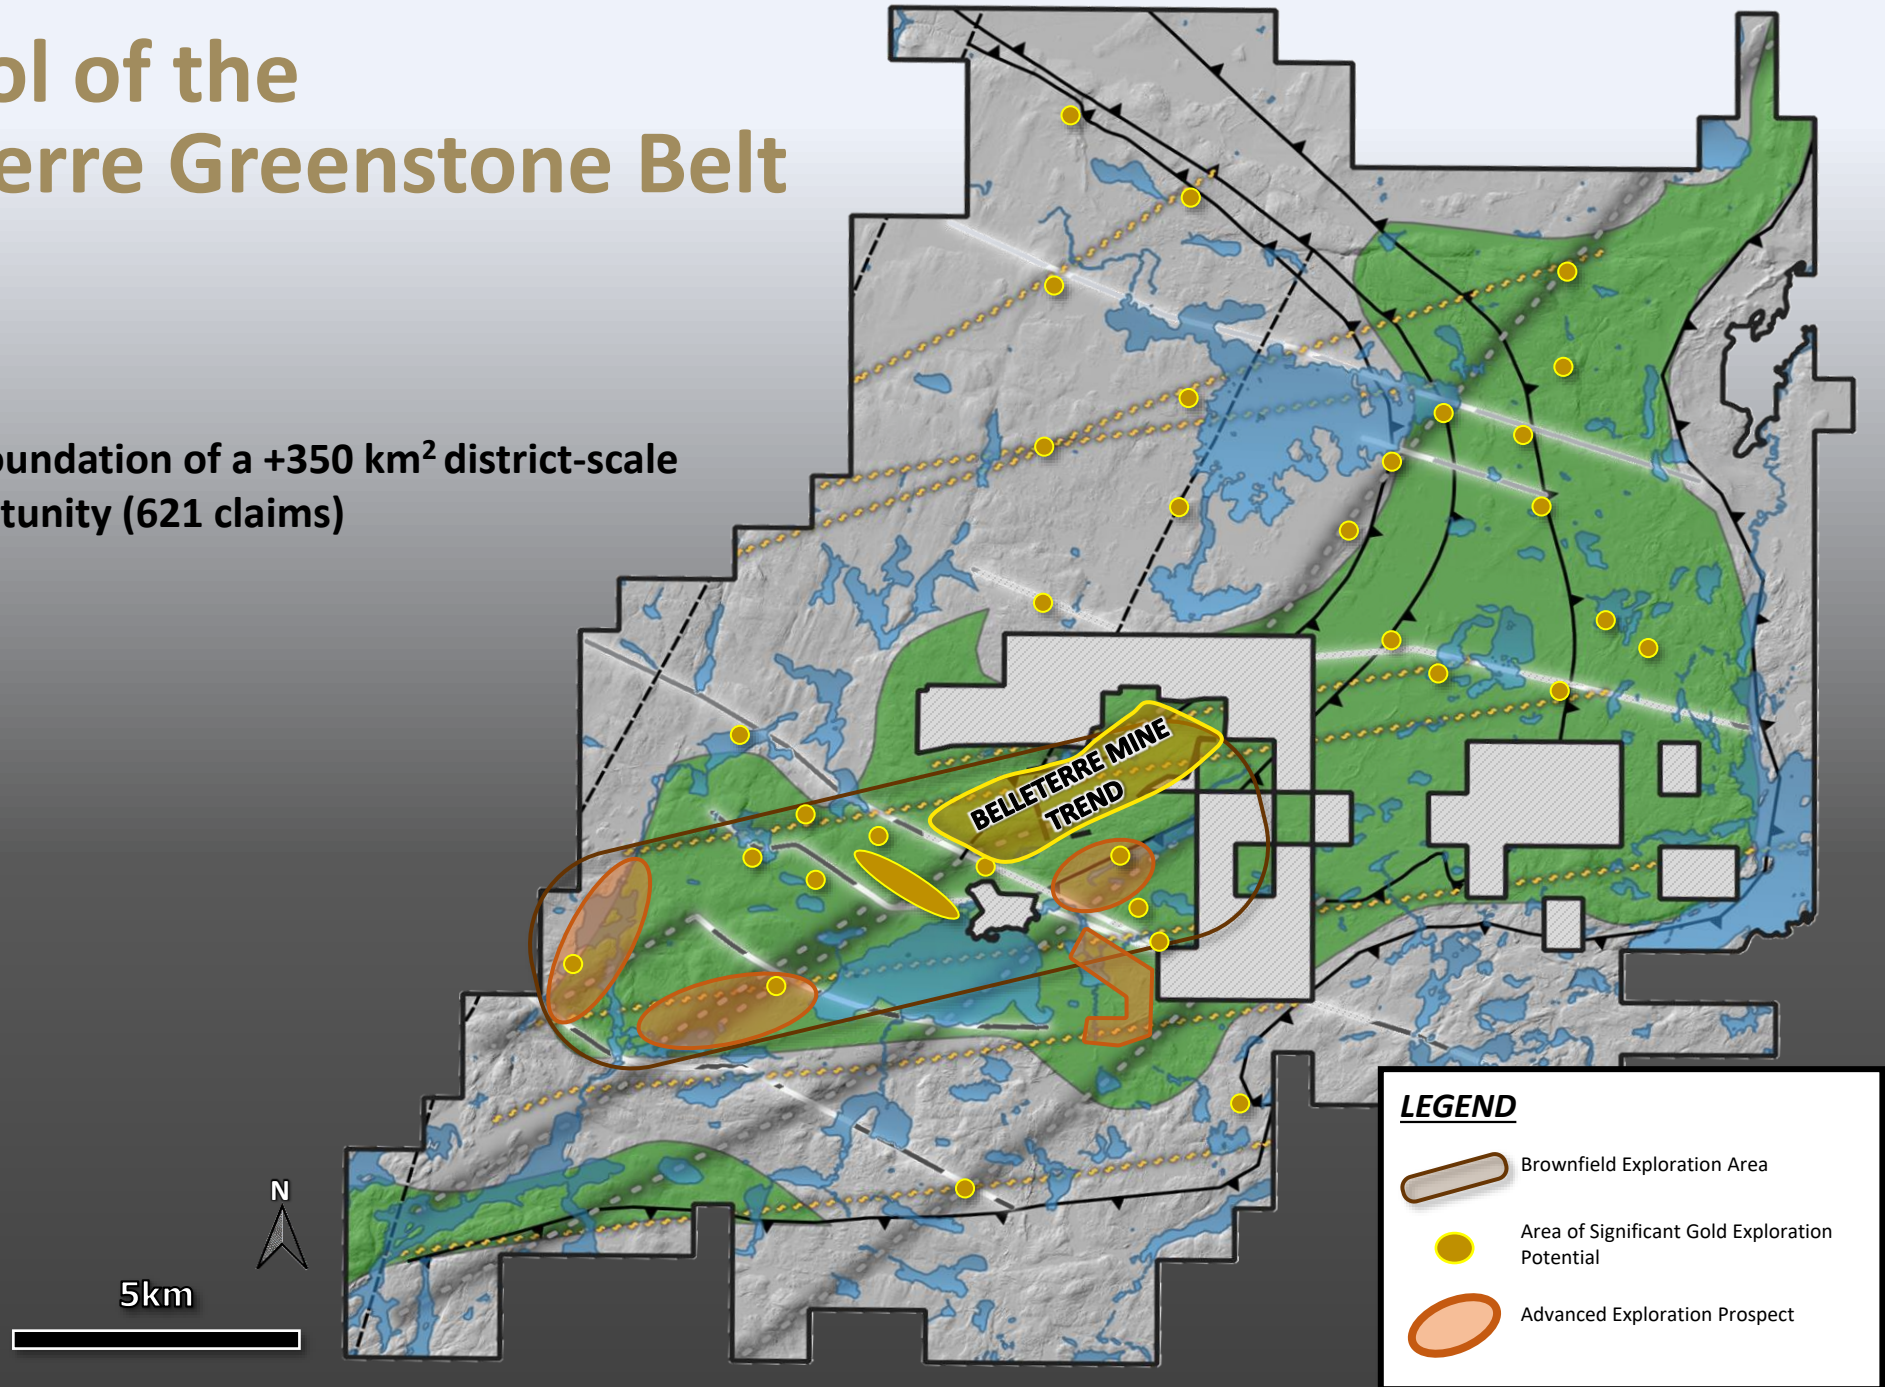 ol of the
erre Greenstone Belt
oundation of a +350 km² district-scale
tunity (621 claims)
BELLETERRE MINE
TREND
N
5km
LEGEND
Brownfield Exploration Area
Area of Significant Gold Exploration
Potential
Advanced Exploration Prospect